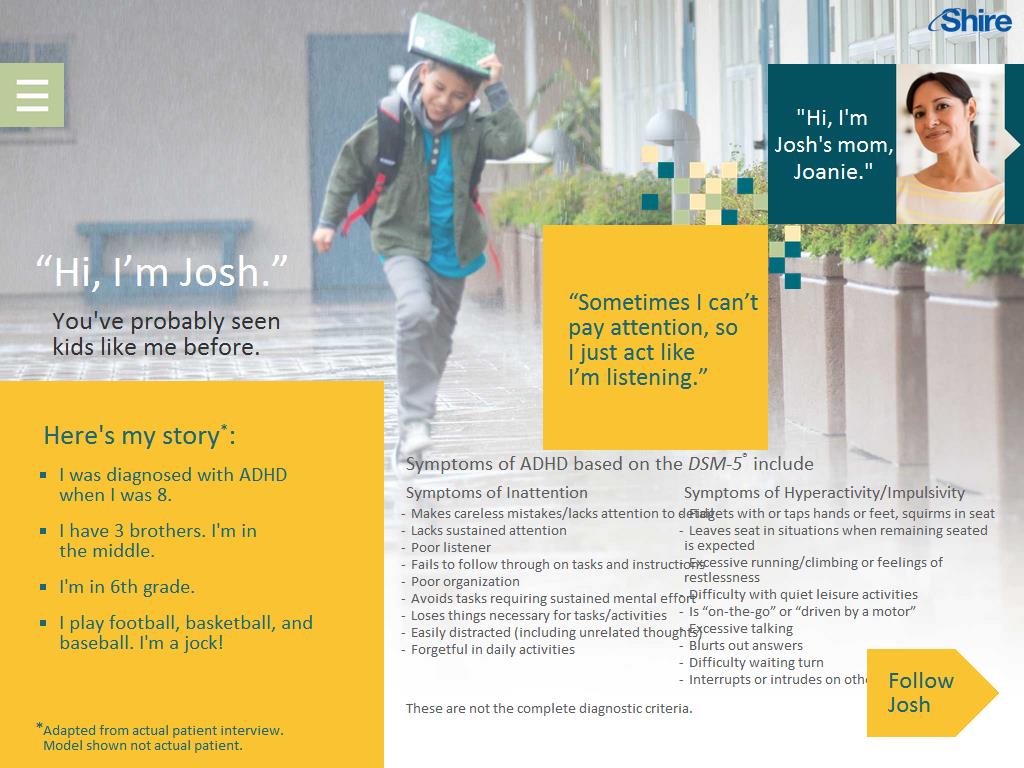 Shire
"Hi, I'm
Josh's mom,
Joanie."
“Hi, I’m Josh.”
You've probably seen
kids like me before.
“Sometimes I can’t
pay attention, so
I just act like
I’m listening.”
Here's my story*:
▪ I was diagnosed with ADHD
when I was 8.
▪ I have 3 brothers. I'm in
the middle.
▪ I'm in 6th grade.
▪ I play football, basketball, and
baseball. I'm a jock!
*Adapted from actual patient interview.
Model shown not actual patient.
Symptoms of ADHD based on the DSM-5® include
Symptoms of Inattention
- Makes careless mistakes/lacks attention to detail
- Lacks sustained attention
- Poor listener
- Fails to follow through on tasks and instructions
- Poor organization
- Avoids tasks requiring sustained mental effort
- Loses things necessary for tasks/activities
- Easily distracted (including unrelated thoughts)
- Forgetful in daily activities
Symptoms of Hyperactivity/Impulsivity
- Fidgets with or taps hands or feet, squirms in seat
- Leaves seat in situations when remaining seated
is expected
- Excessive running/climbing or feelings of
restlessness
- Difficulty with quiet leisure activities
- Is “on-the-go” or “driven by a motor”
- Excessive talking
- Blurts out answers
- Difficulty waiting turn
- Interrupts or intrudes on
These are not the complete diagnostic criteria.
Follow
Josh